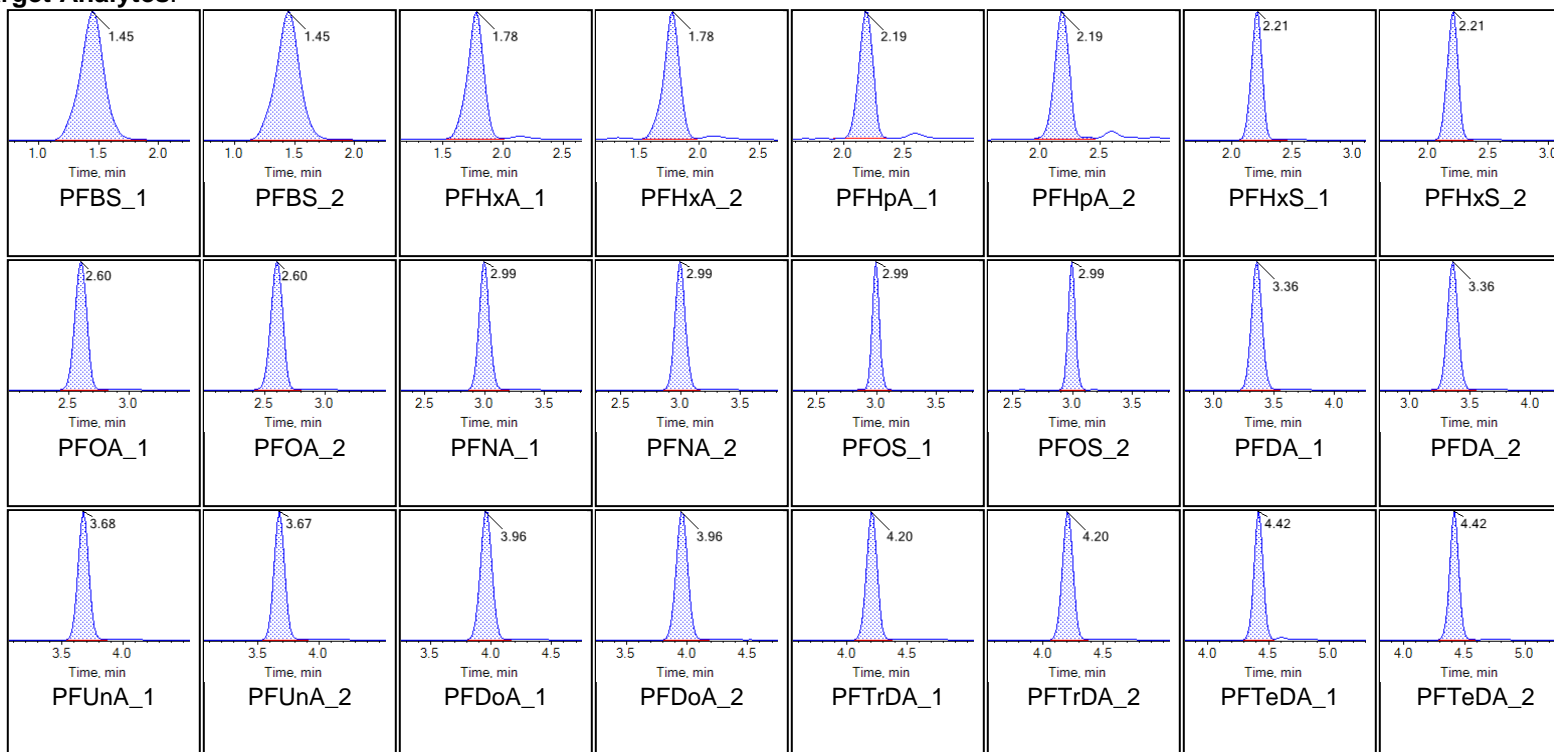 rget Analytes:
1.45 1.45 1.78 1.78 2.19 2.19 2.21 2.21
1.0 1.5 2.0 1.0 1.5 2.0 1.5 2.0 2.5 1.5 2.0 2.5 2.0 2.5 2.0 2.5 2.0 2.5 3.0 2.0 2.5 3.0
Time, min Time, min Time, min Time, min Time, min Time, min Time, min Time, min
PFBS_1 PFBS_2 PFHxA_1 PFHxA_2 PFHpA_1 PFHpA_2 PFHxS_1 PFHxS_2
2.60 2.60 2.99 2.99 2.99 2.99 3.36 3.36
2.5 3.0 2.5 3.0 2.5 3.0 3.5 2.5 3.0 3.5 2.5 3.0 3.5 2.5 3.0 3.5 3.0 3.5 4.0 3.0 3.5 4.0
Time, min Time, min Time, min Time, min Time, min Time, min Time, min Time, min
PFOA_1 PFOA_2 PFNA_1 PFNA_2 PFOS_1 PFOS_2 PFDA_1 PFDA_2
3.68 3.67 3.96 3.96 4.20 4.20 4.42 4.42
3.5 4.0 3.5 4.0 3.5 4.0 4.5 3.5 4.0 4.5 4.0 4.5 4.0 4.5 4.0 4.5 5.0 4.0 4.5 5.0
Time, min Time, min Time, min Time, min Time, min Time, min Time, min Time, min
PFUnA_1 PFUnA_2 PFDoA_1 PFDoA_2 PFTrDA_1 PFTrDA_2 PFTeDA_1 PFTeDA_2